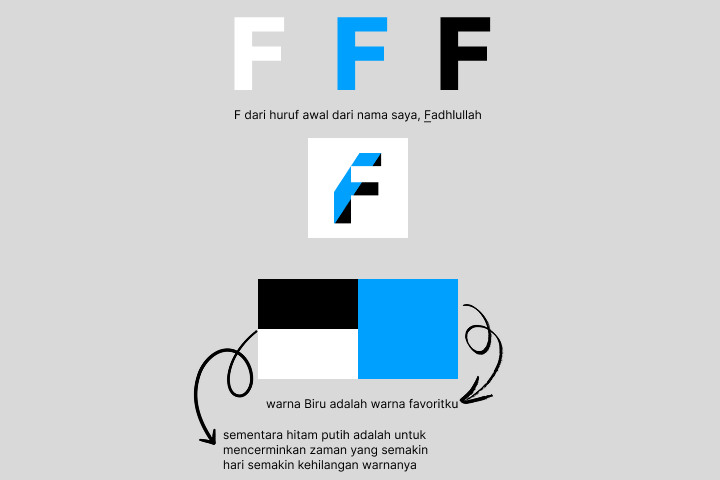 F F F
F dari huruf awal dari nama saya, Fadhlullah
F
warna Biru adalah warna favoritku
sementara hitam putih adalah untuk
mencerminkan zaman yang semakin
hari semakin kehilangan warnanya